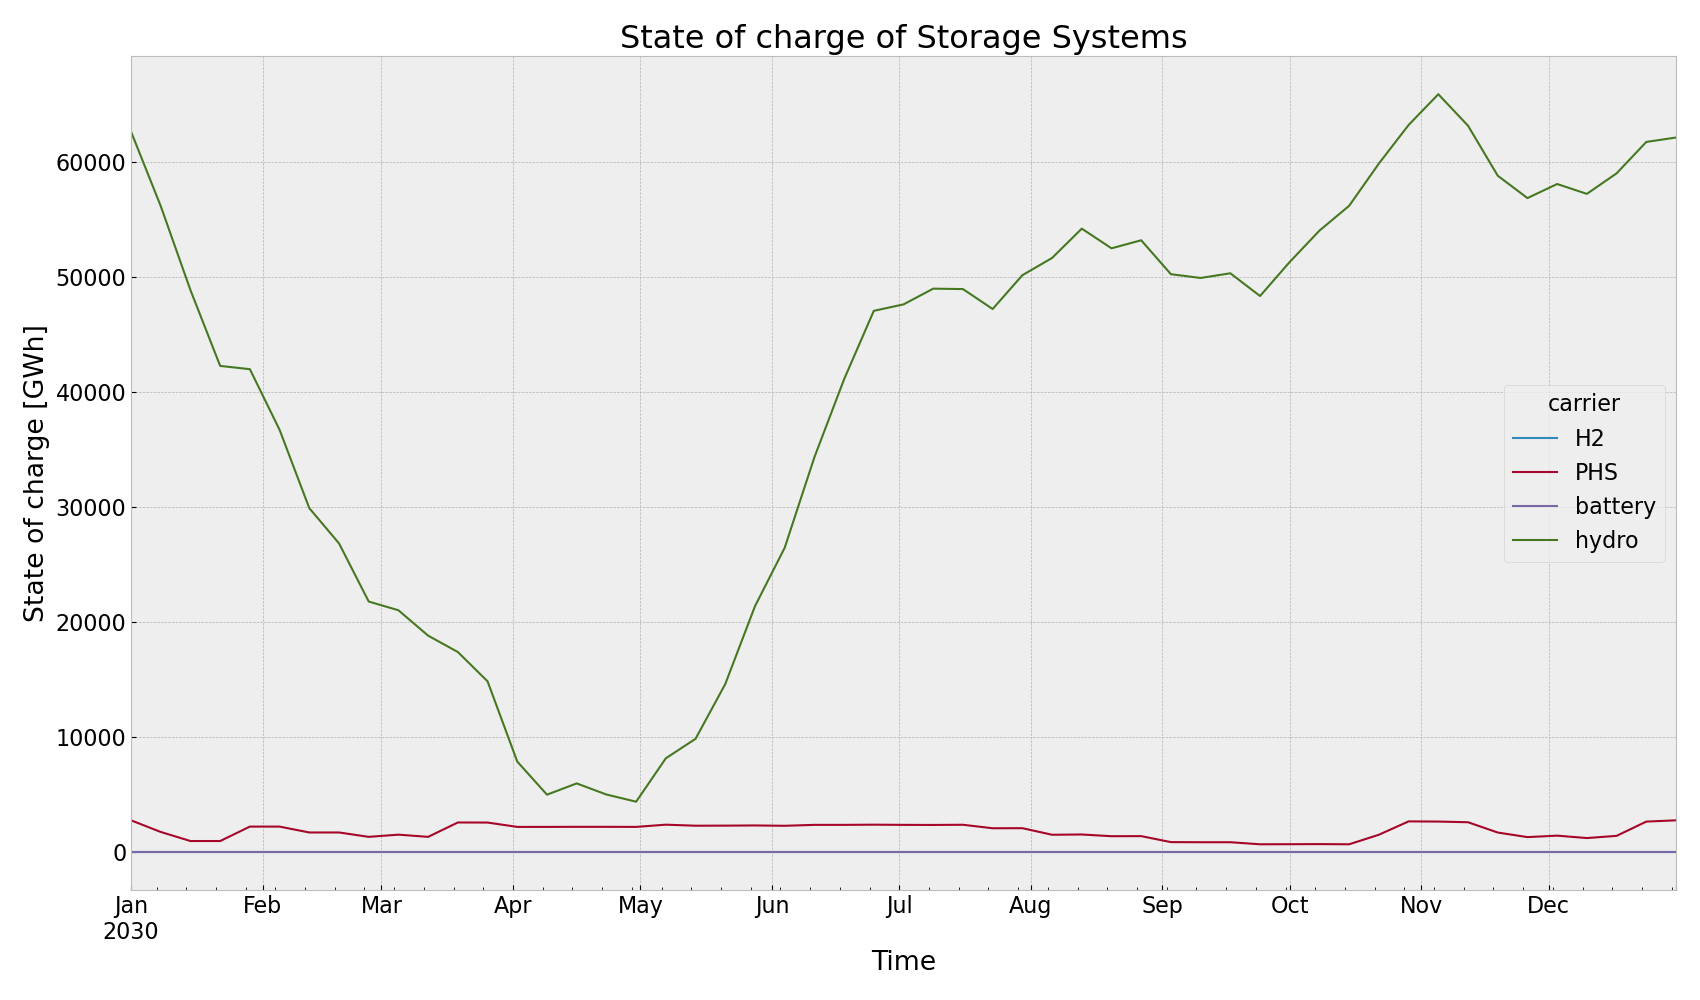 State of charge of Storage Systems
State of charge [GWh]
60000
50000
40000
30000
20000
10000
0
carrier
H2
PHS
battery
hydro
Jan Feb Mar Apr May Jun Jul Aug Sep Oct Nov Dec
2030
Time